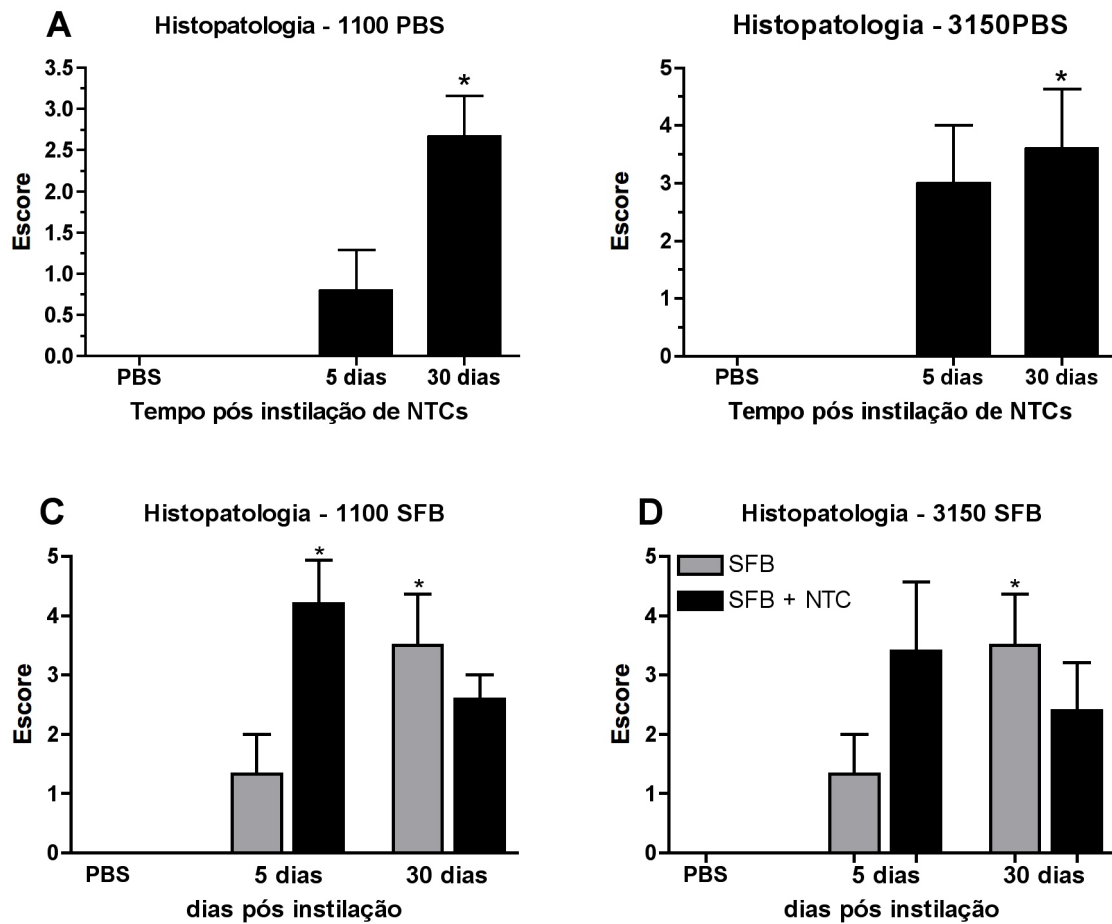 A
Histopatologia - 1100 PBS
3.5
3.0
2.5
2.0
1.5
1.0
0.5
0.0
Escore
*
PBS
5 dias
30 dias
Tempo pós instilação de NTCs
Histopatologia - 3150PBS
5
4
3
2
1
0
Escore
*
PBS
5 dias
30 dias
Tempo pós instilação de NTCs
C
Histopatologia - 1100 SFB
5
4
3
2
1
0
Escore
*
*
PBS
5 dias
30 dias
dias pós instilação
D
Histopatologia - 3150 SFB
5
4
3
2
1
0
Escore
SFB
SFB + NTC
*
PBS
5 dias
30 dias
dias pós instilação